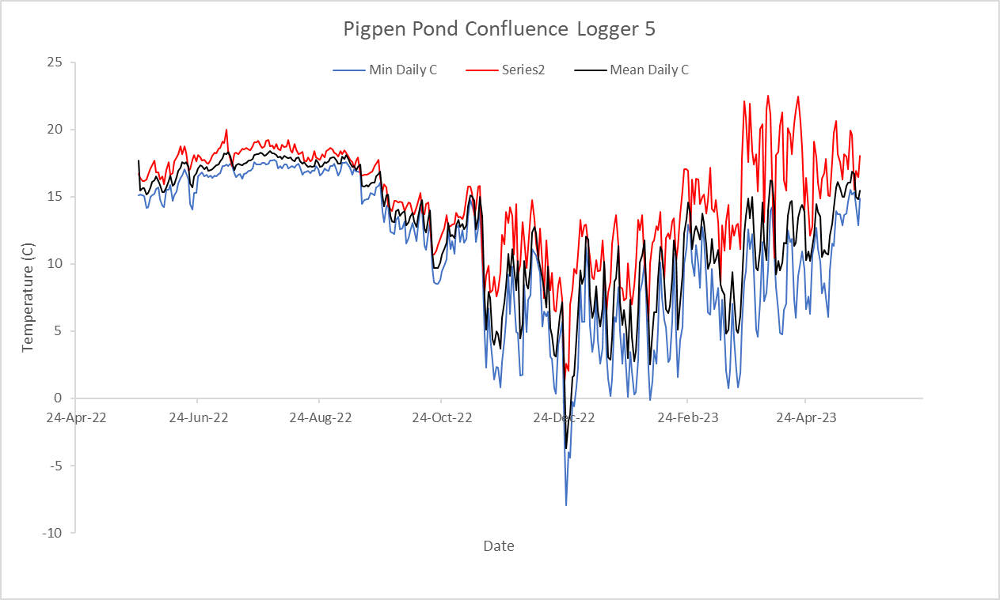 Pigpen Pond Confluence Logger 5
Min Daily C Series2 Mean Daily C
25
20
15
10
5
0
-5
-10
Temperature (C)
24-Apr-22 24-Jun-22 24-Aug-22 24-Oct-22 24-Dec-22 24-Feb-23 24-Apr-23
Date